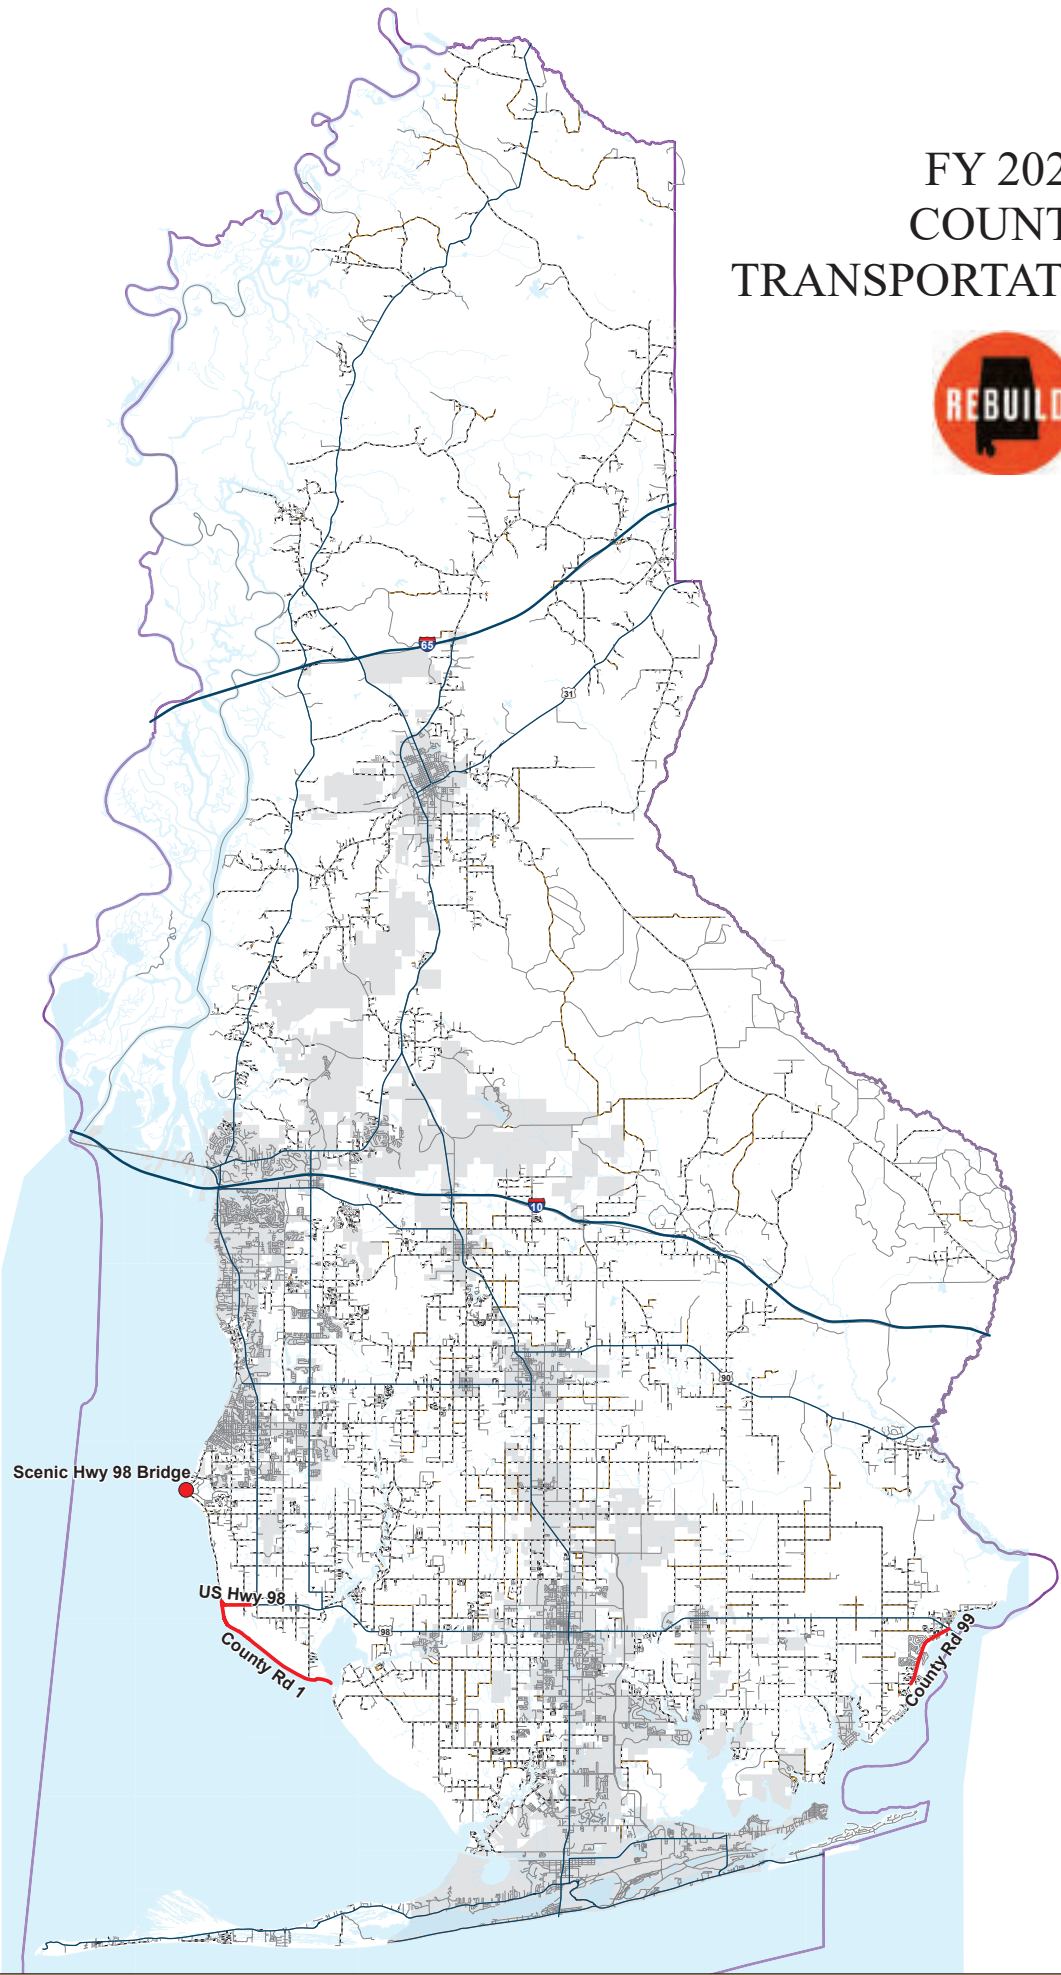 FY 202
COUNT
TRANSPORTAT
REBUILD
65
31
10
90
Scenic Hwy 98 Bridge
US Hwy 98
98
County Rd 1
County Rd 99